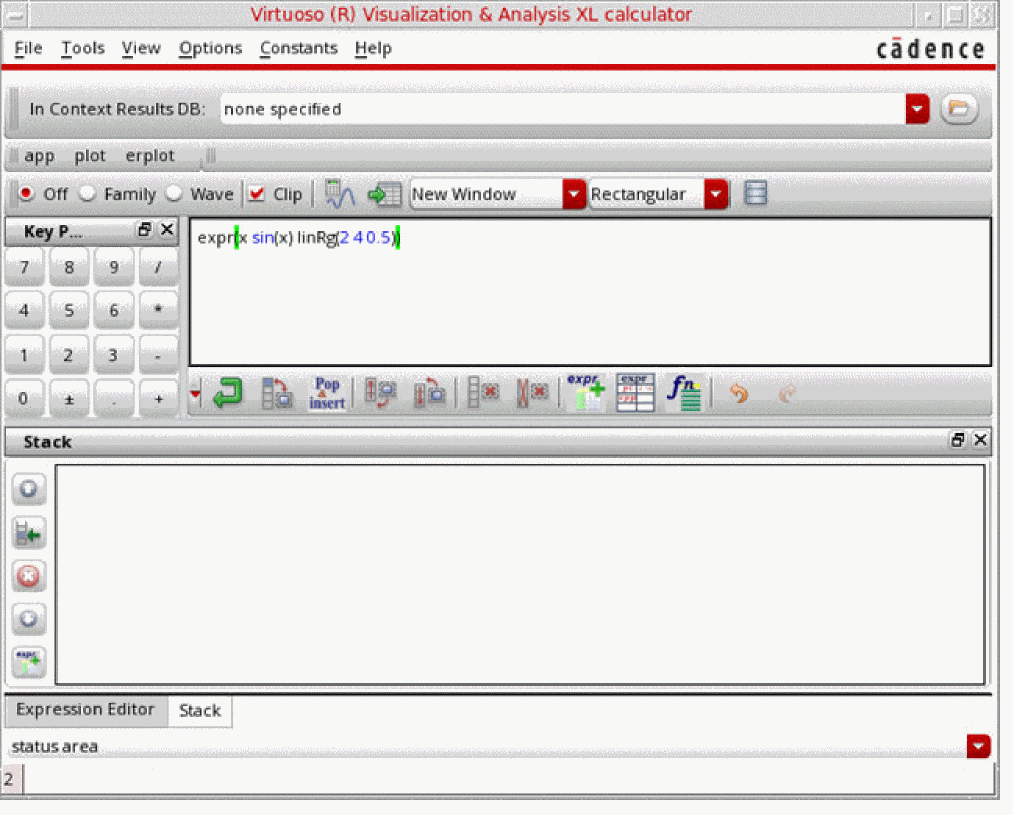 Virtuoso (R) Visualization & Analysis XL calculator
File Tools View Options Constants Help
cādence
In Context Results DB: none specified
app plot erplot
Off Family Wave Clip New Window Rectangular
Key P...
expr(x sin(x) linRg(2 4 0.5))
7 8 9 /
4 5 6 *
1 2 3 -
0 ± . +
Pop
insert
expr
expr
fn
Stack
expr
Expression Editor Stack
status area
2